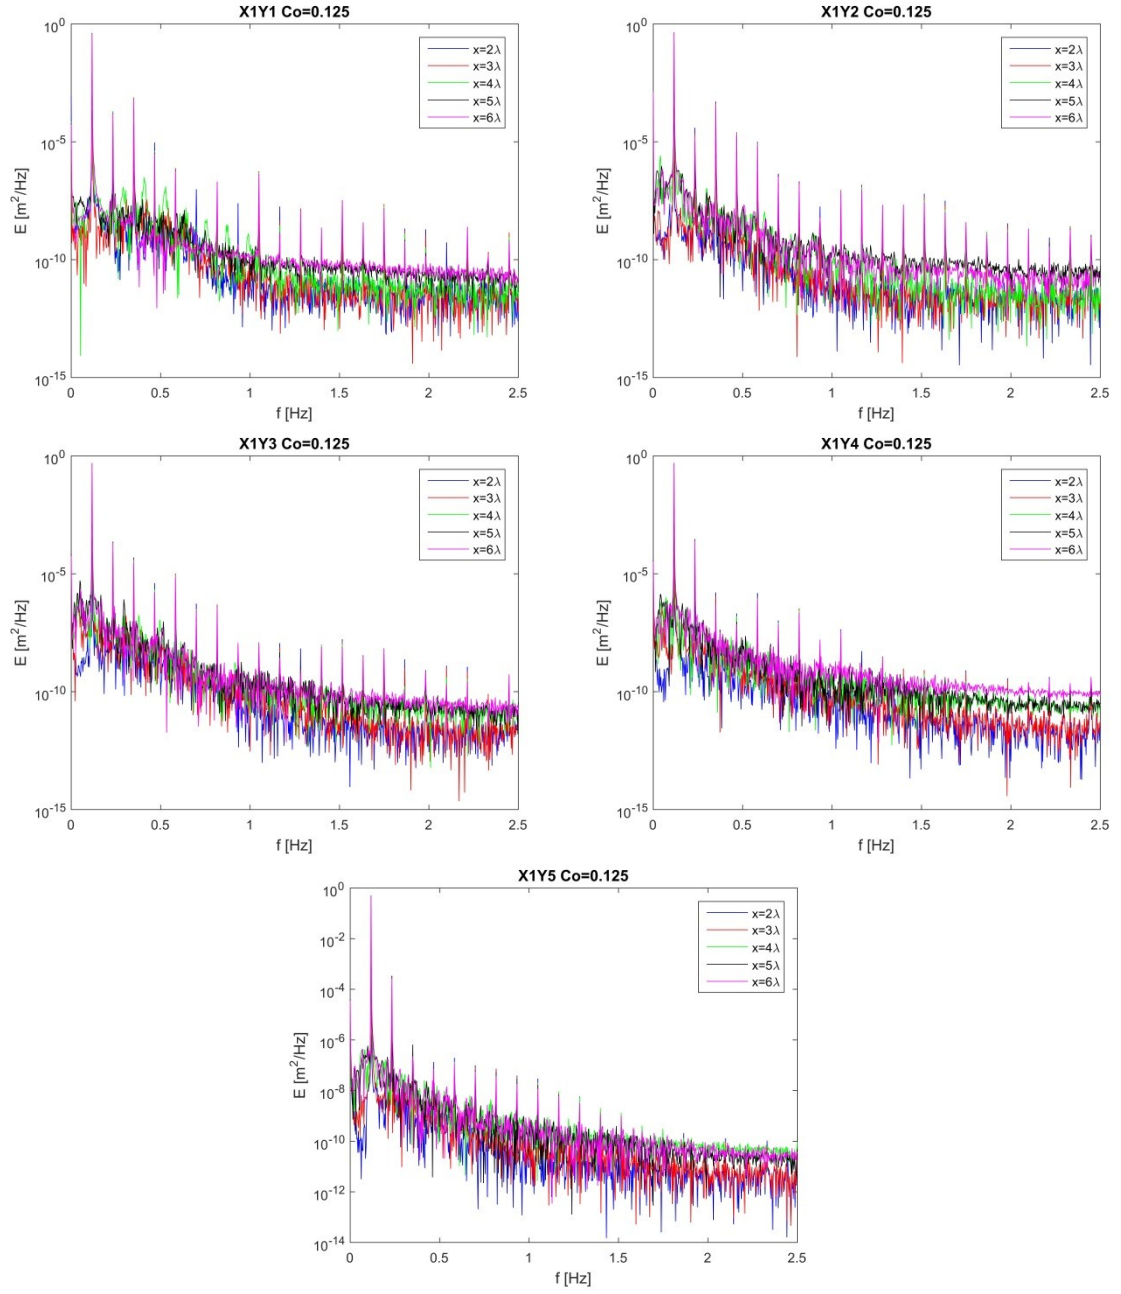 X1Y1 Co=0.125
10^0
10^-5
10^-10
10^-15
E [m^2/Hz]
x=2λ
x=3λ
x=4λ
x=5λ
x=6λ
0 0.5 1 1.5 2 2.5
f [Hz]
X1Y2 Co=0.125
10^0
10^-5
10^-10
10^-15
E [m^2/Hz]
x=2λ
x=3λ
x=4λ
x=5λ
x=6λ
0 0.5 1 1.5 2 2.5
f [Hz]
X1Y3 Co=0.125
10^0
10^-5
10^-10
10^-15
E [m^2/Hz]
x=2λ
x=3λ
x=4λ
x=5λ
x=6λ
0 0.5 1 1.5 2 2.5
f [Hz]
X1Y4 Co=0.125
10^0
10^-5
10^-10
10^-15
E [m^2/Hz]
x=2λ
x=3λ
x=4λ
x=5λ
x=6λ
0 0.5 1 1.5 2 2.5
f [Hz]
X1Y5 Co=0.125
10^0
10^-2
10^-4
10^-6
10^-8
10^-10
10^-12
10^-14
E [m^2/Hz]
x=2λ
x=3λ
x=4λ
x=5λ
x=6λ
0 0.5 1 1.5 2 2.5
f [Hz]